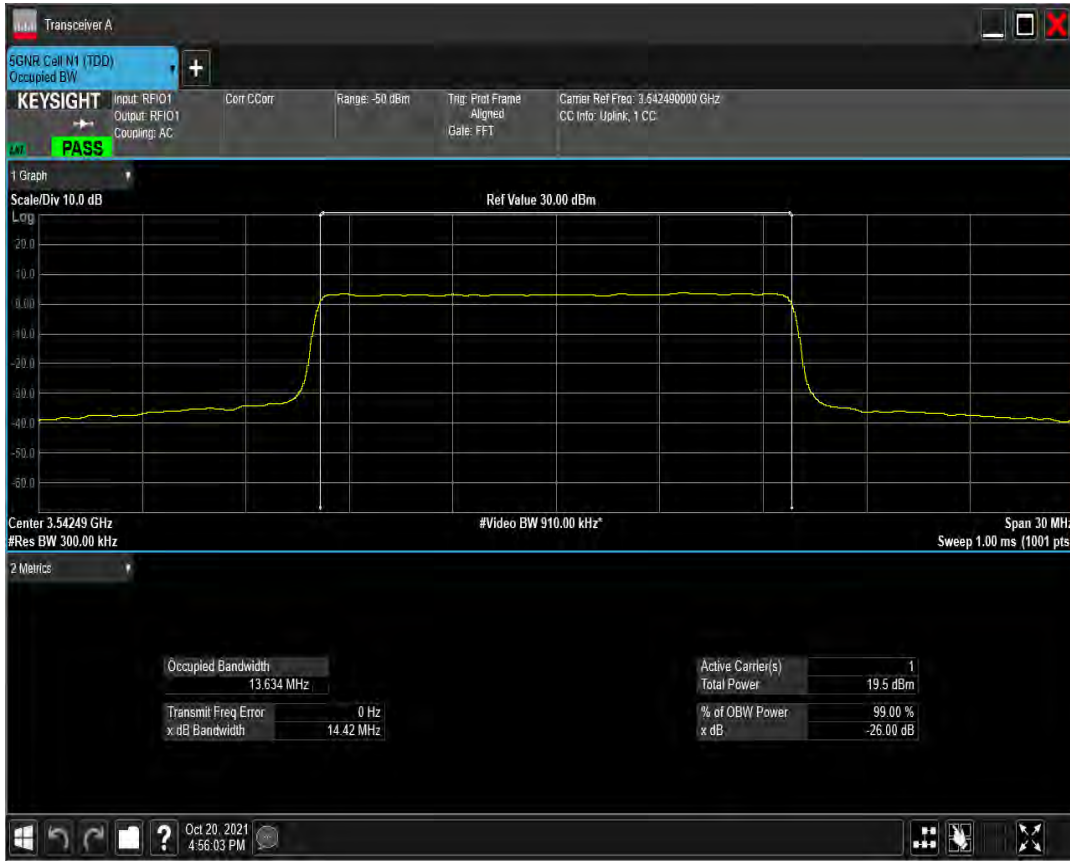 Transceiver A
5GNR Cell N1 (TDD)
Occupied BW
+
KEYSIGHT
Input: RFIO1
Output: RFIO1
Coupling: AC
Corr CCorr
Range: -50 dBm
Trig: Prot Frame
Aligned
Gate: FFT
Carrier Ref Freq: 3.542490000 GHz
CC Info: Uplink, 1 CC
PASS
1 Graph
Scale/Div 10.0 dB
Ref Value 30.00 dBm
Log
20.0
10.0
0.00
-10.0
-20.0
-30.0
-40.0
-50.0
-60.0
Center 3.54249 GHz
#Video BW 910.00 kHz*
Span 30 MHz
#Res BW 300.00 kHz
Sweep 1.00 ms (1001 pts
2 Metrics
Occupied Bandwidth
13.634 MHz
Transmit Freq Error 0 Hz
x dB Bandwidth 14.42 MHz
Active Carrier(s) 1
Total Power 19.5 dBm
% of OBW Power 99.00 %
x dB -26.00 dB
?
Oct 20, 2021
4:56:03 PM